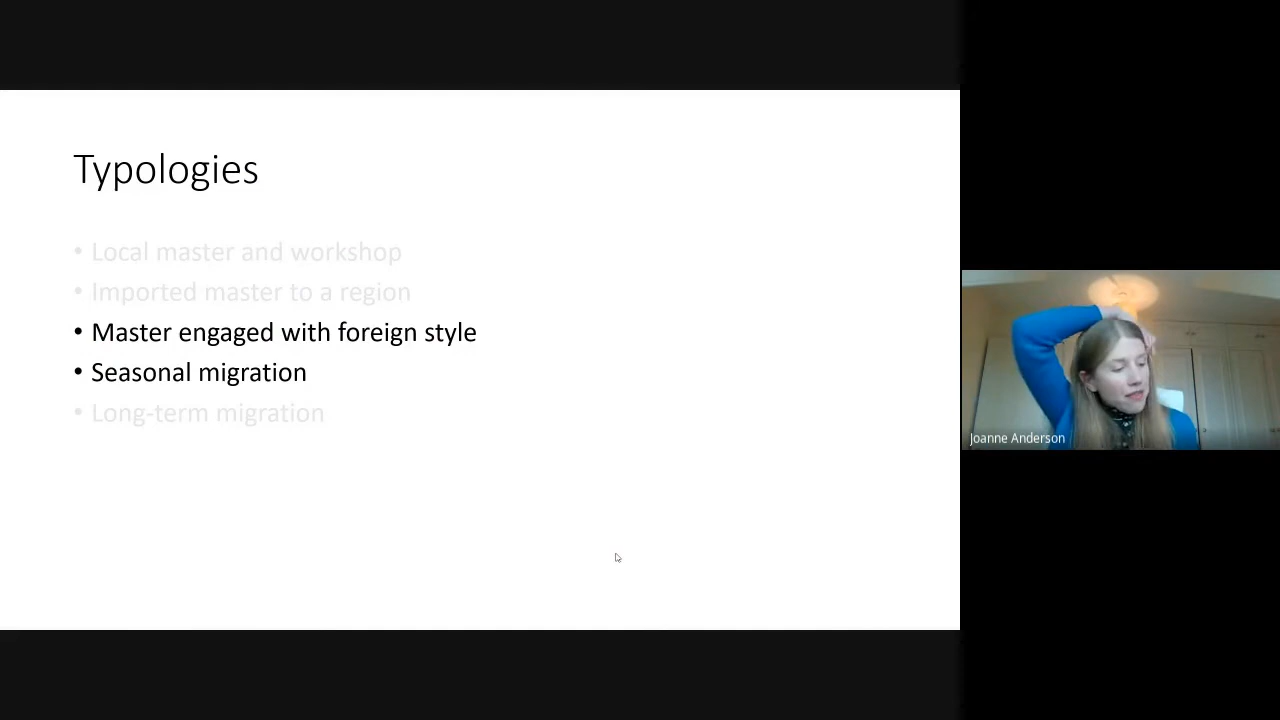 Typologies
• Local master and workshop
• Imported master to a region
• Master engaged with foreign style
• Seasonal migration
• Long-term migration
Joanne Anderson